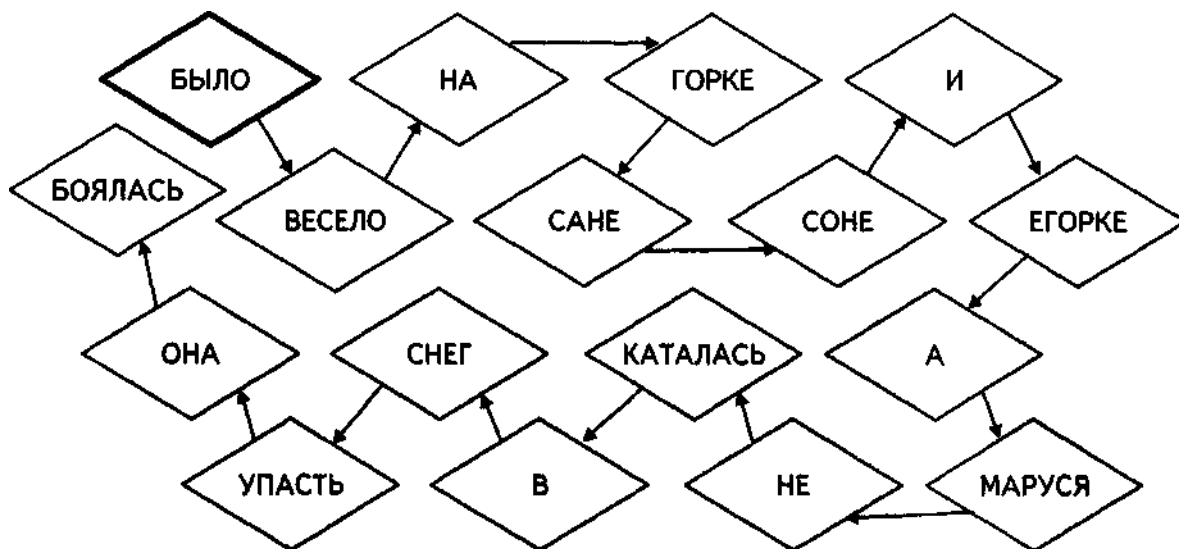 БЫЛО
ВЕСЕЛО
НА
ГОРКЕ
САНЕ
СОНЕ
И
ЕГОРКЕ
А
МАРУСЯ
НЕ
КАТАЛАСЬ
В
СНЕГ
УПАСТЬ
ОНА
БОЯЛАСЬ